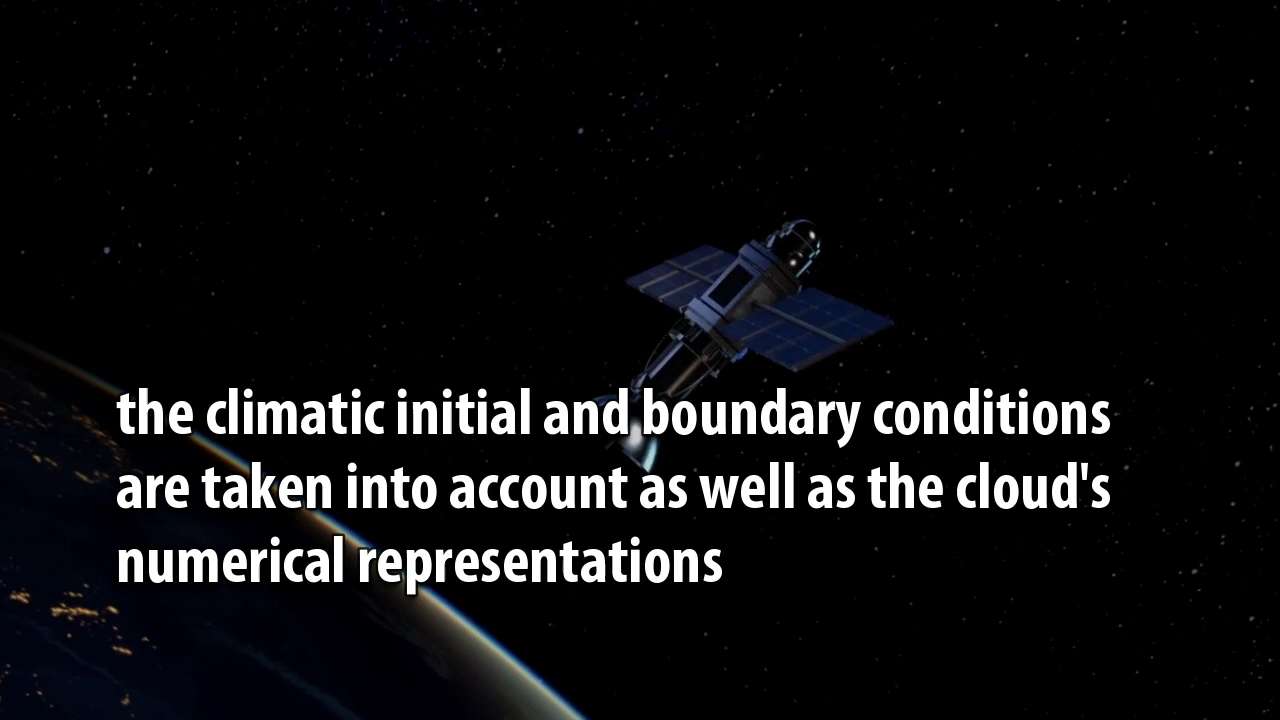 the climatic initial and boundary conditions
are taken into account as well as the cloud's
numerical representations